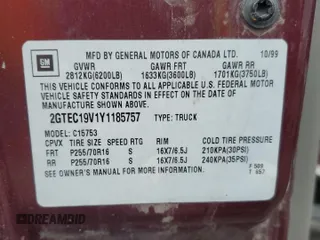 GM
MFD BY GENERAL MOTORS OF CANADA LTD. 10/99
GVWR GAWR FRT GAWR RR
2812KG(6200LB) 1633KG(3600LB) 1701KG(3750LB)
THIS VEHICLE CONFORMS TO ALL APPLICABLE
U.S. FEDERAL MOTOR VEHICLE SAFETY
STANDARDS IN EFFECT ON THE DATE OF
MANUFACTURE SHOWN ABOVE.
2GTEC19V1Y1185757 TYPE: TRUCK
MODEL: C15753
CPVX TIRE SIZE SPEED RTG RIM COLD TIRE PRESSURE
FRT P255/70R16 S 16X7/6.5J 210KPA(30PSI)
RR P255/70R16 S 16X7/6.5J 240KPA(35PSI)
SEE OWNER'S MANUAL FOR MORE INFORMATION.
F 509
T 657
DREAMBID